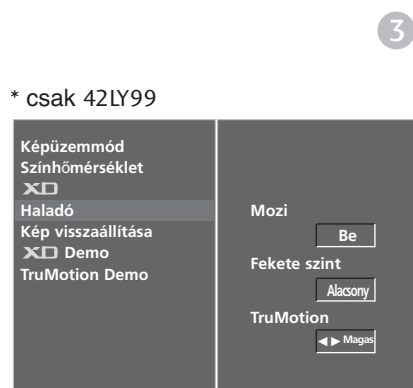 3
* csak 42LY99
Képüzemmód
Színhőmérséklet
XD
Haladó
Kép visszaállítása
XD Demo
TruMotion Demo
Mozi
Be
Fekete szint
Alacsony
TruMotion
◀ ▶ Magas